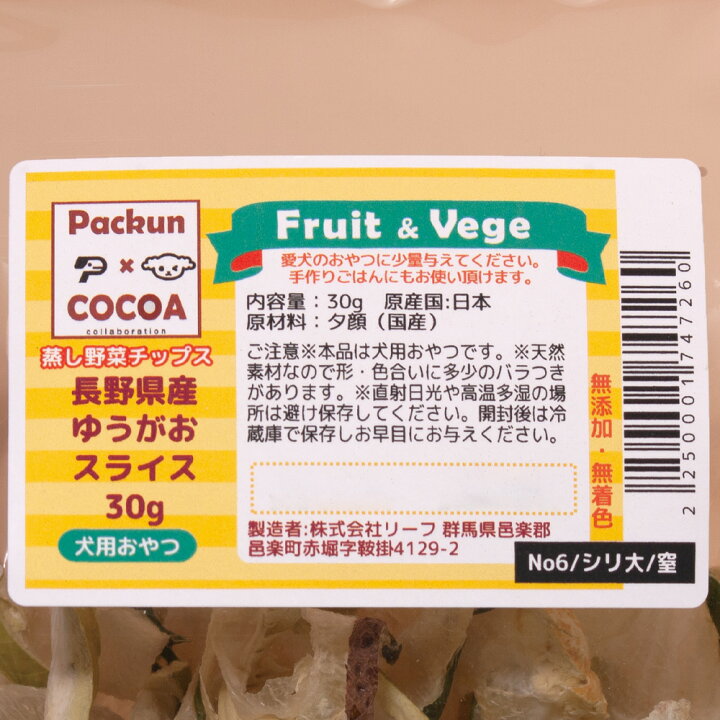 Packun
×
COCOA
collaboration
蒸し野菜チップス
長野県産
ゆうがお
スライス
30g
犬用おやつ
Fruit & Vege
愛犬のおやつに少量与えてください。
手作りごはんにもお使い頂けます。
内容量：30g 原産国:日本
原材料：夕顔（国産）
ご注意※本品は犬用おやつです。※天然
素材なので形・色合いに多少のバラつき
があります。※直射日光や高温多湿の場
所は避け保存してください。開封後は冷
蔵庫で保存しお早目にお与えください。
製造者:株式会社リーフ 群馬県邑楽郡
邑楽町赤堀字鞍掛4129-2
無添加・無着色
2250001747260
No6/シリ大/窒